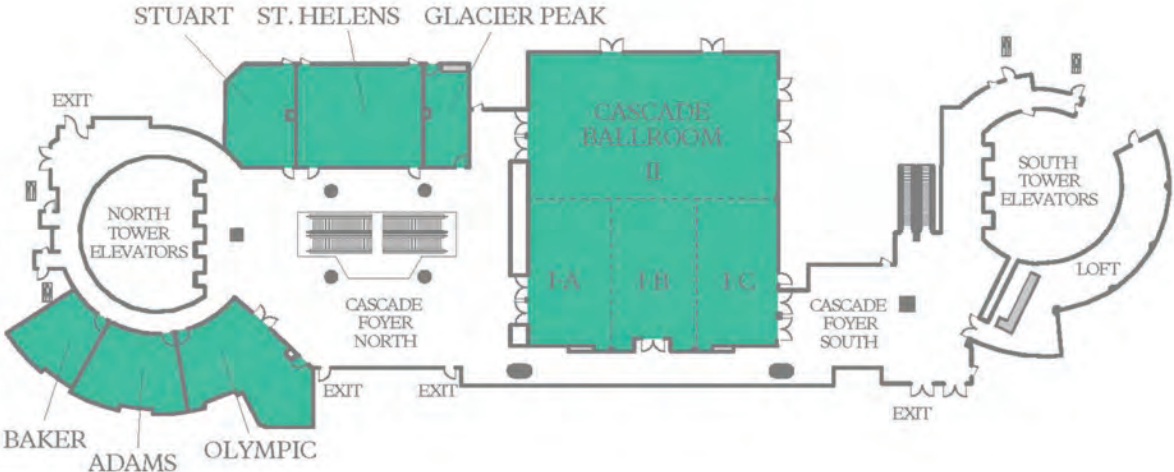 STUART
ST. HELENS
GLACIER PEAK
EXIT
CASCADE
BALLROOM
II
NORTH
TOWER
ELEVATORS
SOUTH
TOWER
ELEVATORS
I-A
I-B
I-C
LOFT
CASCADE
FOYER
NORTH
CASCADE
FOYER
SOUTH
EXIT
EXIT
EXIT
BAKER
ADAMS
OLYMPIC